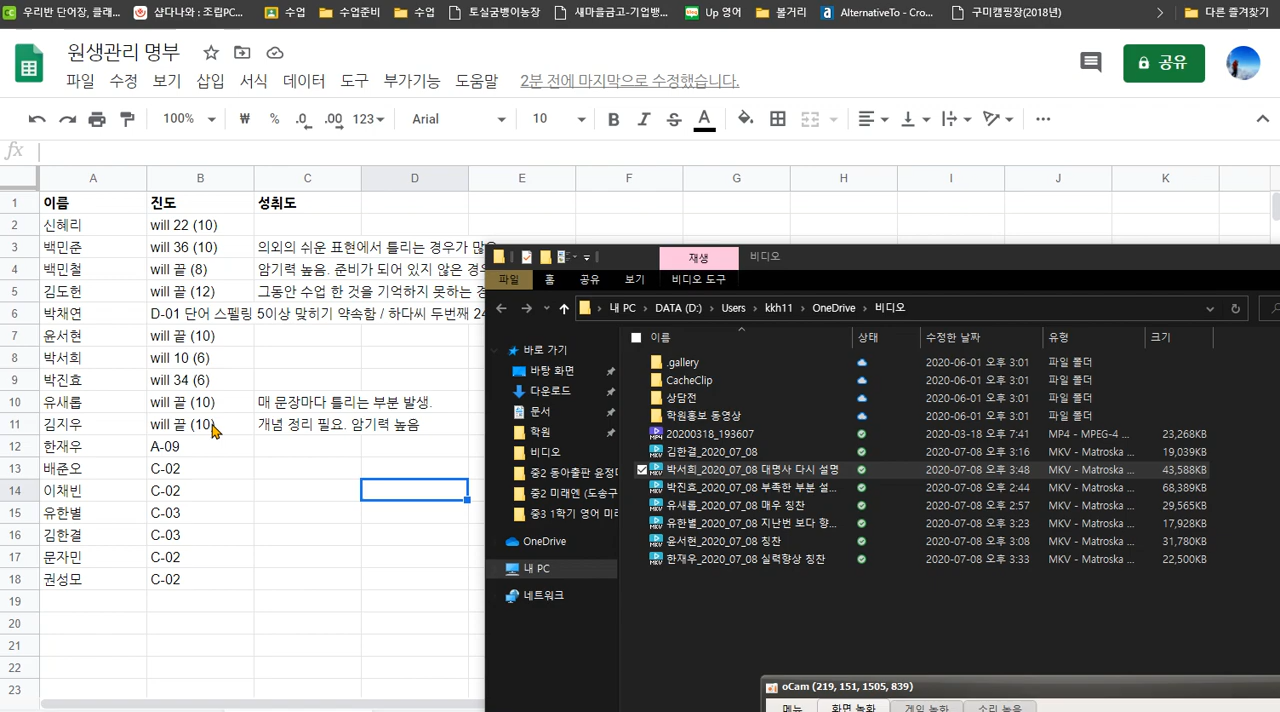 우리반 단어장, 클래... 샵다나와 : 조립PC... 수업 수업준비 수업 토실궁뱅이농장 새마을금고-기업뱅... Up 영어 볼거리 AlternativeTo - Cro... 구미캠핑장(2018년) 다른 즐겨찾기
원생관리 명부
파일 수정 보기 삽입 서식 데이터 도구 부가기능 도움말 2분 전에 마지막으로 수정했습니다.
공유
100% ₩ % .0 .00 123 Arial 10 B I S A
fx
A B C D E F G H I J K
1 이름 진도 성취도
2 신혜리 will 22 (10)
3 백민준 will 36 (10) 의외의 쉬운 표현에서 틀리는 경우가 많음
4 백민철 will 끝 (8) 암기력 높음. 준비가 되어 있지 않은 경우
5 김도헌 will 끝 (12) 그동안 수업 한 것을 기억하지 못하는 경
6 박채연 D-01 단어 스펠링 5이상 맞히기 약속함 / 하다씨 두번째 24
7 윤서현 will 끝 (10)
8 박서희 will 10 (6)
9 박진효 will 34 (6)
10 유새롭 will 끝 (10) 매 문장마다 틀리는 부분 발생.
11 김지우 will 끝 (10) 개념 정리 필요. 암기력 높음
12 한재우 A-09
13 배준오 C-02
14 이채빈 C-02
15 유한별 C-03
16 김한결 C-03
17 문자민 C-02
18 권성모 C-02
19
20
21
22
23
재생 비디오
파일 홈 공유 보기 비디오 도구
내 PC DATA (D:) Users kkh11 OneDrive 비디오
이름 상태 수정한 날짜 유형 크기
바로 가기
바탕 화면
다운로드
문서
학원
비디오
중2 동아출판 윤정미
중2 미래엔 (도송구
중3 1학기 영어 미래
OneDrive
내 PC
네트워크
.gallery 2020-06-01 오후 3:01 파일 폴더
CacheClip 2020-06-01 오후 3:01 파일 폴더
상담전 2020-06-01 오후 3:01 파일 폴더
학원홍보 동영상 2020-06-01 오후 3:01 파일 폴더
20200318_193607 2020-03-18 오후 7:41 MP4 - MPEG-4 ... 23,268KB
김한결_2020_07_08 2020-07-08 오후 3:16 MKV - Matroska ... 19,039KB
박서희_2020_07_08 대명사 다시 설명 2020-07-08 오후 3:48 MKV - Matroska ... 43,588KB
박진효_2020_07_08 부족한 부분 설... 2020-07-08 오후 2:44 MKV - Matroska ... 68,389KB
유새롭_2020_07_08 매우 칭찬 2020-07-08 오후 2:57 MKV - Matroska ... 29,565KB
유한별_2020_07_08 지난번 보다 향... 2020-07-08 오후 3:23 MKV - Matroska ... 17,928KB
윤서현_2020_07_08 칭찬 2020-07-08 오후 3:08 MKV - Matroska ... 31,780KB
한재우_2020_07_08 실력향상 칭찬 2020-07-08 오후 3:33 MKV - Matroska ... 22,500KB
oCam (219, 151, 1505, 839)
메뉴 화면 녹화 게임 녹화 소리 녹음